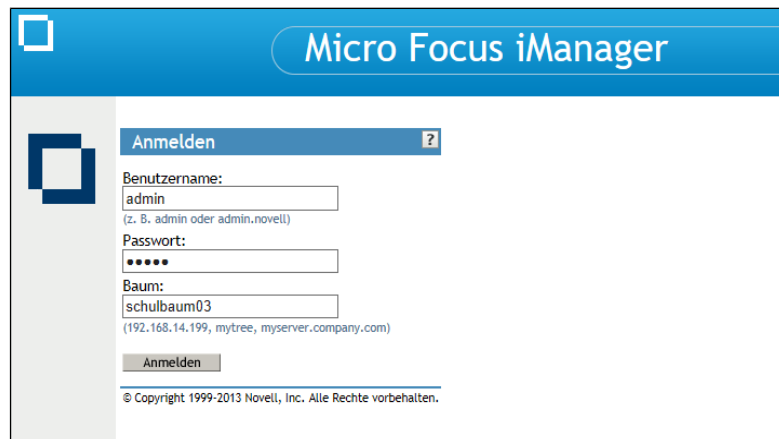 Micro Focus iManager
Anmelden
?
Benutzername:
admin
(z. B. admin oder admin.novell)
Passwort:
•••••
Baum:
schulbaum03
(192.168.14.199, mytree, myserver.company.com)
Anmelden
© Copyright 1999-2013 Novell, Inc. Alle Rechte vorbehalten.